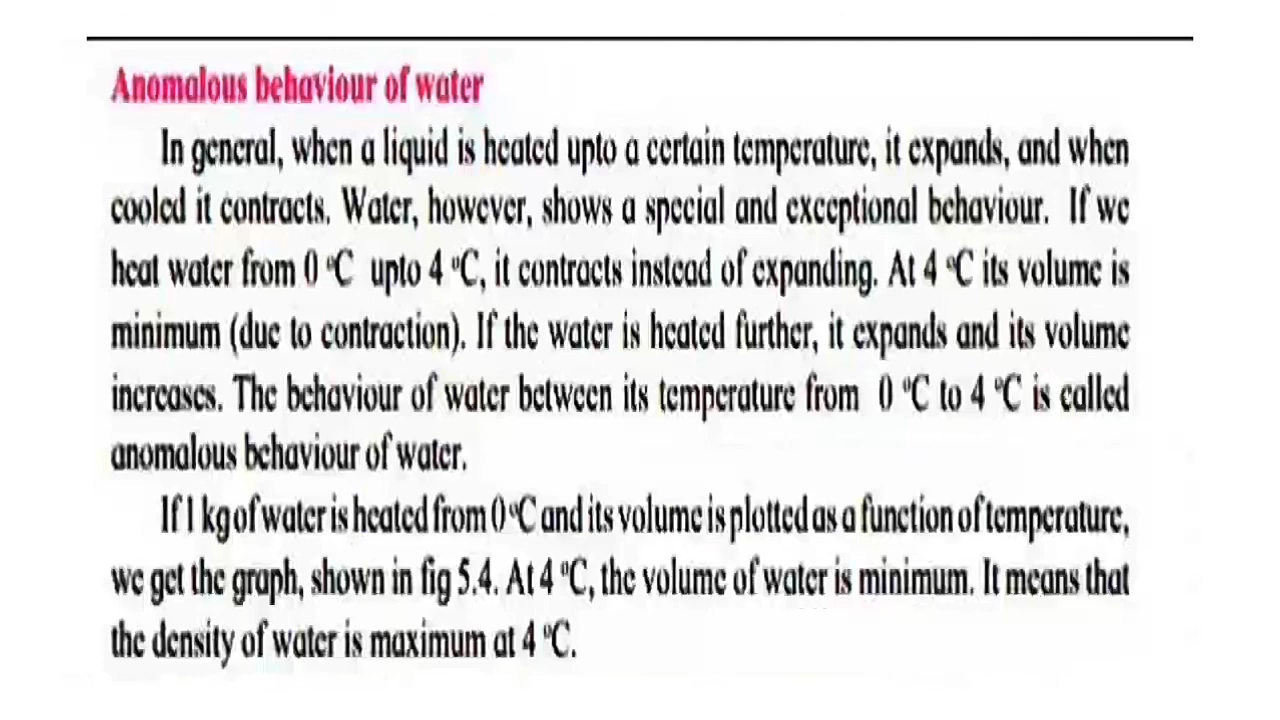 Anomalous behaviour of water
In general, when a liquid is heated upto a certain temperature, it expands, and when
cooled it contracts. Water, however, shows a special and exceptional behaviour. If we
heat water from 0 °C upto 4 °C, it contracts instead of expanding. At 4 °C its volume is
minimum (due to contraction). If the water is heated further, it expands and its volume
increases. The behaviour of water between its temperature from 0 °C to 4 °C is called
anomalous behaviour of water.
If 1 kg of water is heated from 0 °C and its volume is plotted as a function of temperature,
we get the graph, shown in fig 5.4. At 4 °C, the volume of water is minimum. It means that
the density of water is maximum at 4 °C.